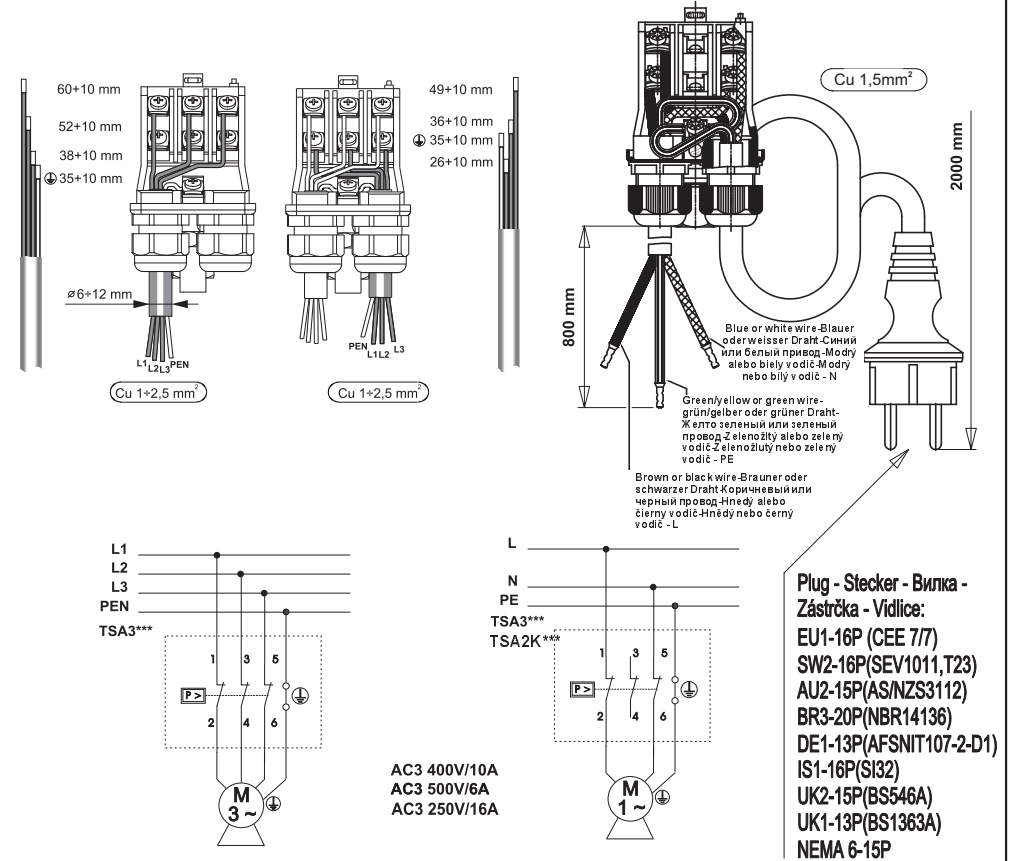 60+10 mm
52+10 mm
38+10 mm
35+10 mm
ø6÷12 mm
L1
L2
L3
PEN
Cu 1÷2,5 mm²
49+10 mm
36+10 mm
35+10 mm
26+10 mm
PEN
L1
L2
L3
Cu 1÷2,5 mm²
Cu 1,5mm²
2000 mm
800 mm
Blue or white wire-Blauer
oder weisser Draht-Синий
или белый привод-Modrý
alebo biely vodič-Modrý
nebo bílý vodič - N
Green/yellow or green wire-
grün/gelber oder grüner Draht-
Желто зеленый или зеленый
провод-Zelenožltý alebo zelený
vodič-Zelenožlutý nebo zelený
vodič - PE
Brown or black wire-Brauner oder
schwarzer Draht-Коричневый или
черный провод-Hnedý alebo
čierny vodič-Hnědý nebo černý
vodič - L
L1
L2
L3
PEN
TSA3***
1 3 5
P >
2 4 6
M
3 ~
AC3 400V/10A
AC3 500V/6A
AC3 250V/16A
L
N
PE
TSA3***
TSA2K***
1 3 5
P >
2 4 6
M
1 ~
Plug - Stecker - Вилка -
Zástrčka - Vidlice:
EU1-16P (CEE 7/7)
SW2-16P(SEV1011,T23)
AU2-15P(AS/NZS3112)
BR3-20P(NBR14136)
DE1-13P(AFSNIT107-2-D1)
IS1-16P(SI32)
UK2-15P(BS546A)
UK1-13P(BS1363A)
NEMA 6-15P